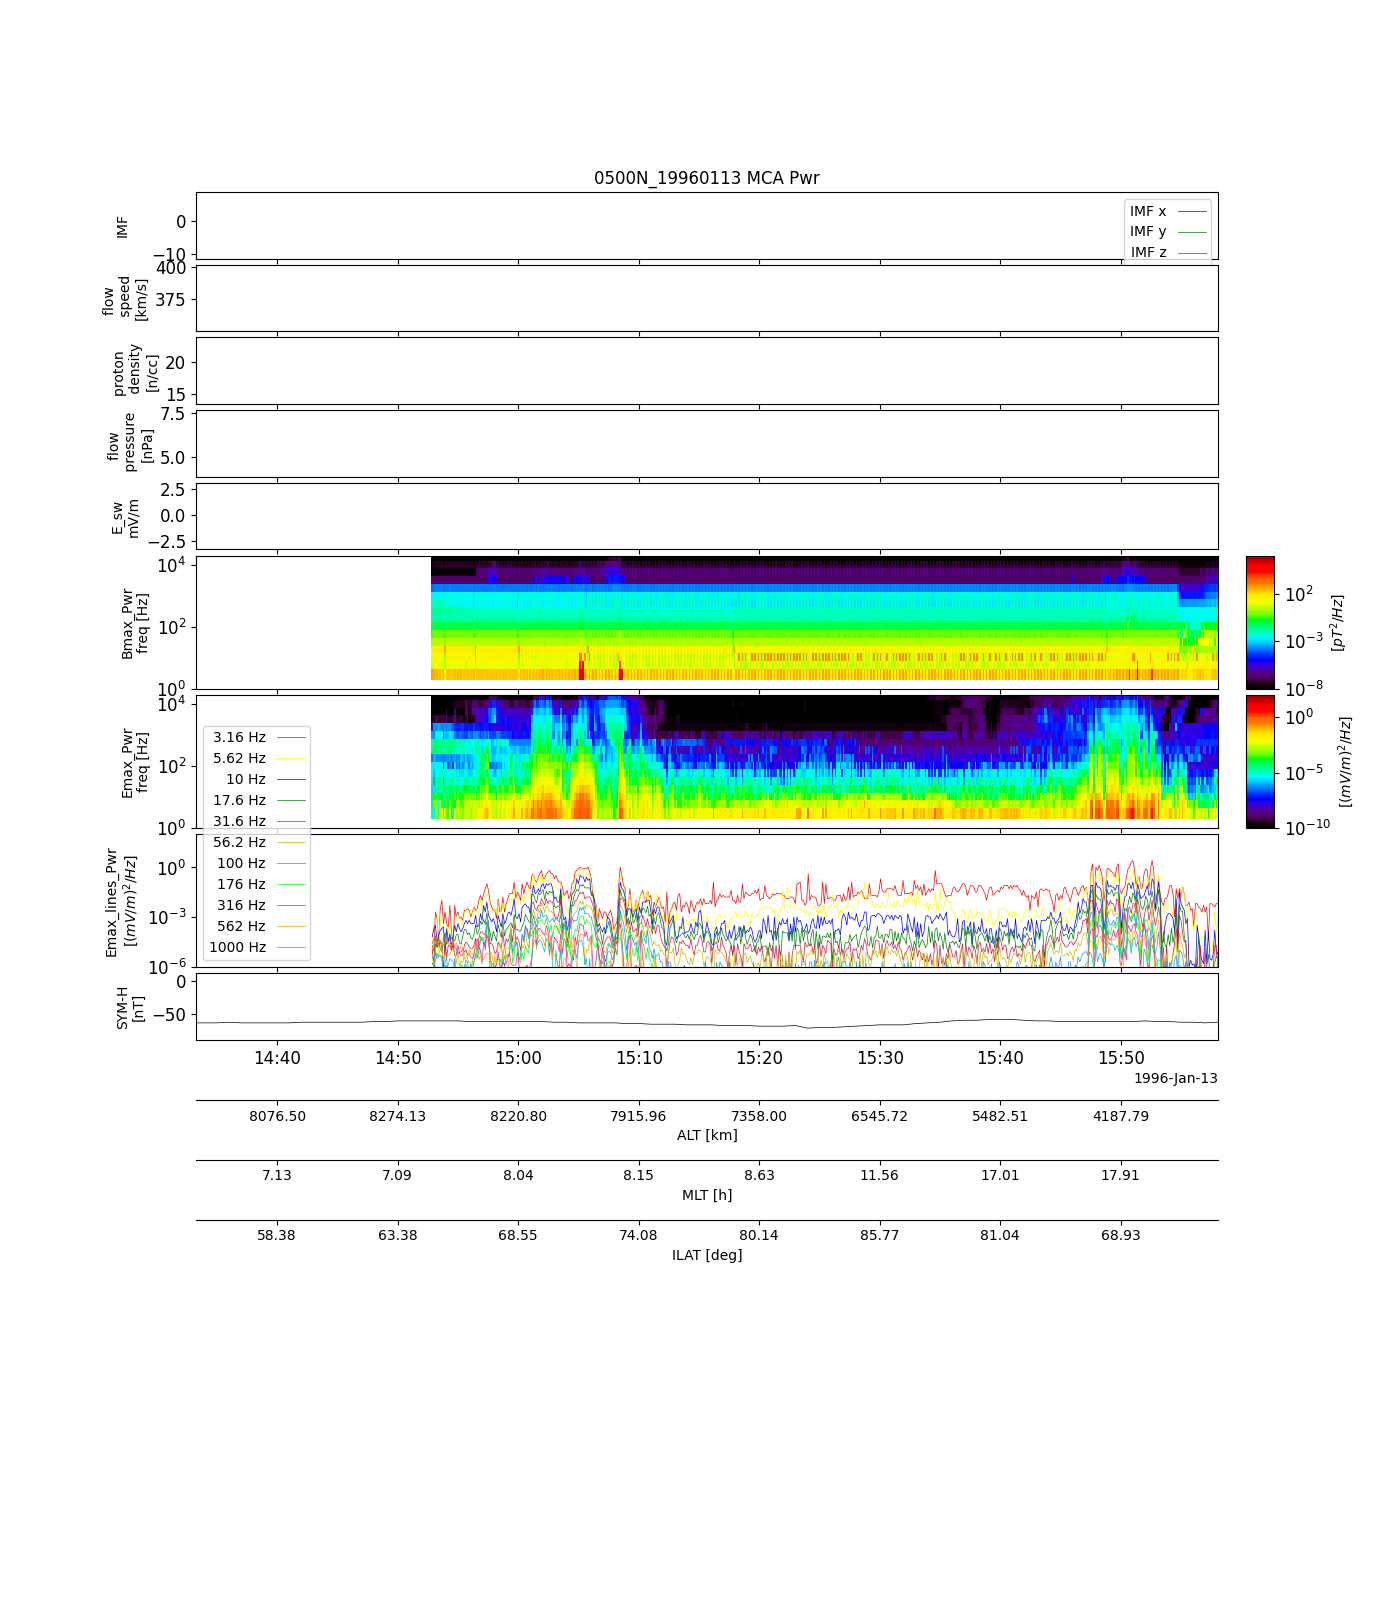 0500N_19960113 MCA Pwr
IMF
0
−10
IMF x
IMF y
IMF z
flow
speed
[km/s]
400
375
proton
density
[n/cc]
20
15
flow
pressure
[nPa]
7.5
5.0
E_sw
mV/m
2.5
0.0
−2.5
Bmax_Pwr
freq [Hz]
10^4
10^2
10^0
10^2
10^−3
10^−8
[pT^2/Hz]
Emax_Pwr
freq [Hz]
10^4
10^2
10^0
10^0
10^−5
10^−10
[(mV/m)^2/Hz]
3.16 Hz
5.62 Hz
10 Hz
17.6 Hz
31.6 Hz
56.2 Hz
100 Hz
176 Hz
316 Hz
562 Hz
1000 Hz
Emax_lines_Pwr
[(mV/m)^2/Hz]
10^0
10^−3
10^−6
SYM-H
[nT]
0
−50
14:40 14:50 15:00 15:10 15:20 15:30 15:40 15:50
1996-Jan-13
8076.50 8274.13 8220.80 7915.96 7358.00 6545.72 5482.51 4187.79
ALT [km]
7.13 7.09 8.04 8.15 8.63 11.56 17.01 17.91
MLT [h]
58.38 63.38 68.55 74.08 80.14 85.77 81.04 68.93
ILAT [deg]